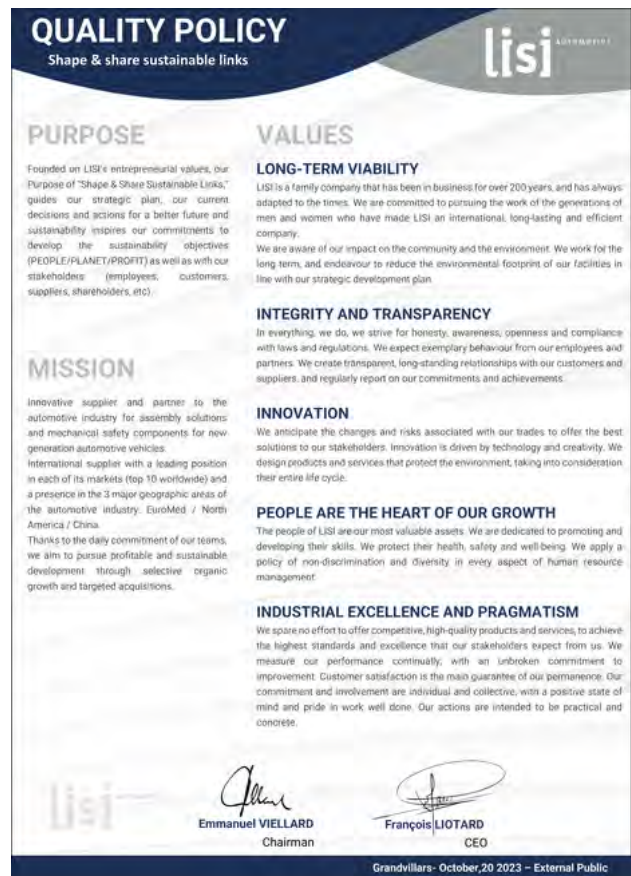 QUALITY POLICY
Shape & share sustainable links
lisi AUTOMOTIVE
PURPOSE
Founded on LISI's entrepreneurial values, our
Purpose of "Shape & Share Sustainable Links,"
guides our strategic plan, our current
decisions and actions for a better future and
sustainability inspires our commitments to
develop the sustainability objectives
(PEOPLE/PLANET/PROFIT) as well as with our
stakeholders (employees, customers,
suppliers, shareholders, etc)
MISSION
Innovative supplier and partner to the
automotive industry for assembly solutions
and mechanical safety components for new
generation automotive vehicles.
International supplier with a leading position
in each of its markets (top 10 worldwide) and
a presence in the 3 major geographic areas of
the automotive industry. EuroMed / North
America / China.
Thanks to the daily commitment of our teams,
we aim to pursue profitable and sustainable
development through selective organic
growth and targeted acquisitions.
VALUES
LONG-TERM VIABILITY
LISI is a family company that has been in business for over 200 years, and has always
adapted to the times. We are committed to pursuing the work of the generations of
men and women who have made LISI an international, long-lasting and efficient
company.
We are aware of our impact on the community and the environment. We work for the
long term, and endeavour to reduce the environmental footprint of our facilities in
line with our strategic development plan.
INTEGRITY AND TRANSPARENCY
In everything, we do, we strive for honesty, awareness, openness and compliance
with laws and regulations. We expect exemplary behaviour from our employees and
partners. We create transparent, long-standing relationships with our customers and
suppliers, and regularly report on our commitments and achievements.
INNOVATION
We anticipate the changes and risks associated with our trades to offer the best
solutions to our stakeholders. Innovation is driven by technology and creativity. We
design products and services that protect the environment, taking into consideration
their entire life cycle.
PEOPLE ARE THE HEART OF OUR GROWTH
The people of LISI are our most valuable assets. We are dedicated to promoting and
developing their skills. We protect their health, safety and well-being. We apply a
policy of non-discrimination and diversity in every aspect of human resource
management.
INDUSTRIAL EXCELLENCE AND PRAGMATISM
We spare no effort to offer competitive, high-quality products and services, to achieve
the highest standards and excellence that our stakeholders expect from us. We
measure our performance continually, with an unbroken commitment to
improvement. Customer satisfaction is the main guarantee of our permanence. Our
commitment and involvement are individual and collective, with a positive state of
mind and pride in work well done. Our actions are intended to be practical and
concrete.
lisi
Emmanuel VIELLARD
Chairman
François LIOTARD
CEO
Grandvillars- October,20 2023 – External Public